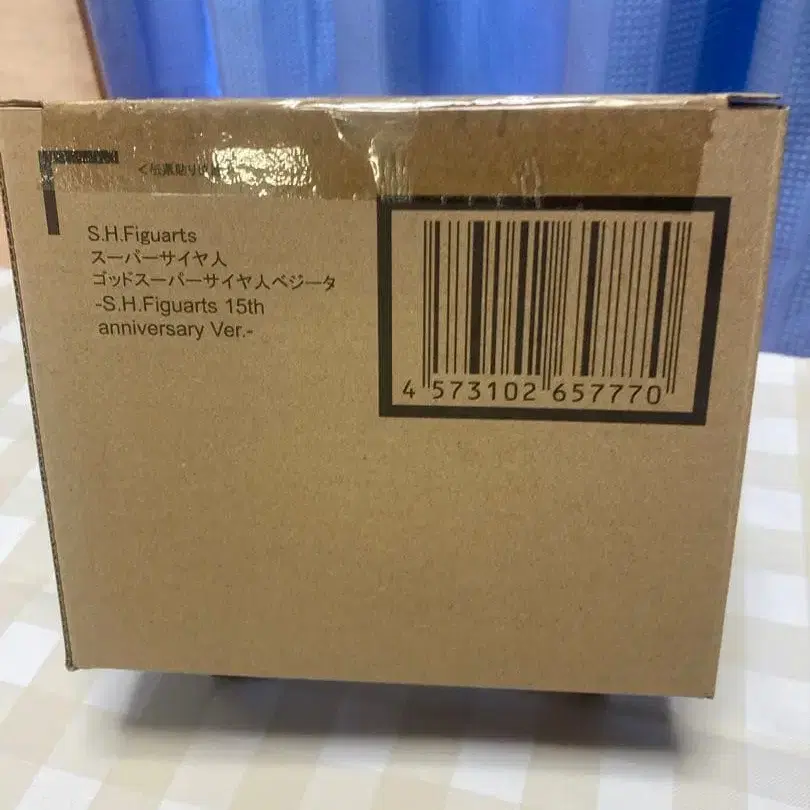 S.H.Figuarts
スーパーサイヤ人
ゴッドスーパーサイヤ人ベジータ
-S.H.Figuarts 15th
anniversary Ver.-
4 573102 657770